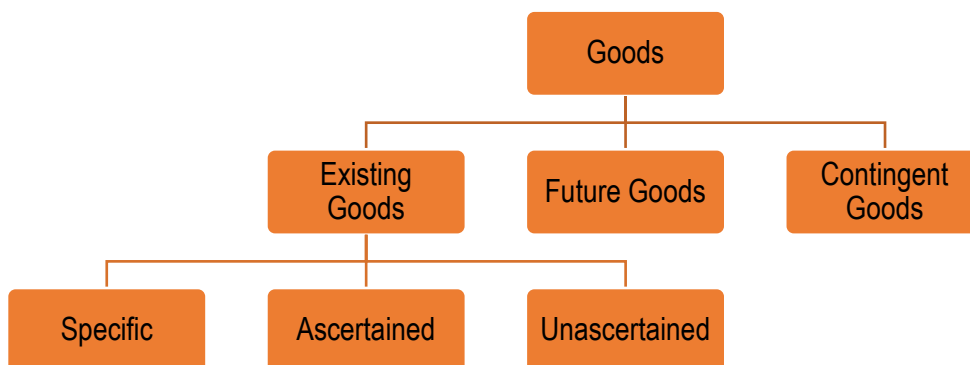 Goods
Existing
Goods
Future Goods
Contingent
Goods
Specific
Ascertained
Unascertained